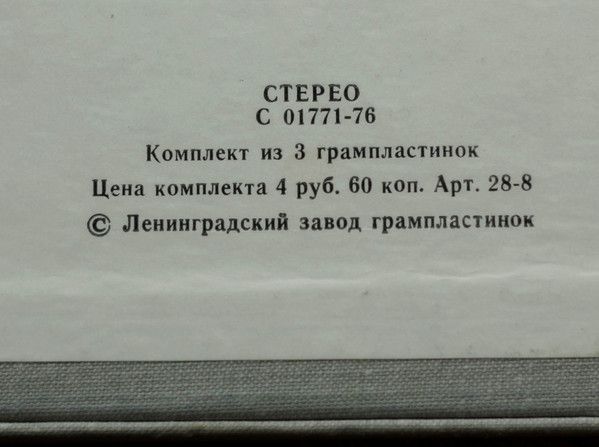 СТЕРЕО
С 01771-76
Комплект из 3 грампластинок
Цена комплекта 4 руб. 60 коп. Арт. 28-8
© Ленинградский завод грампластинок